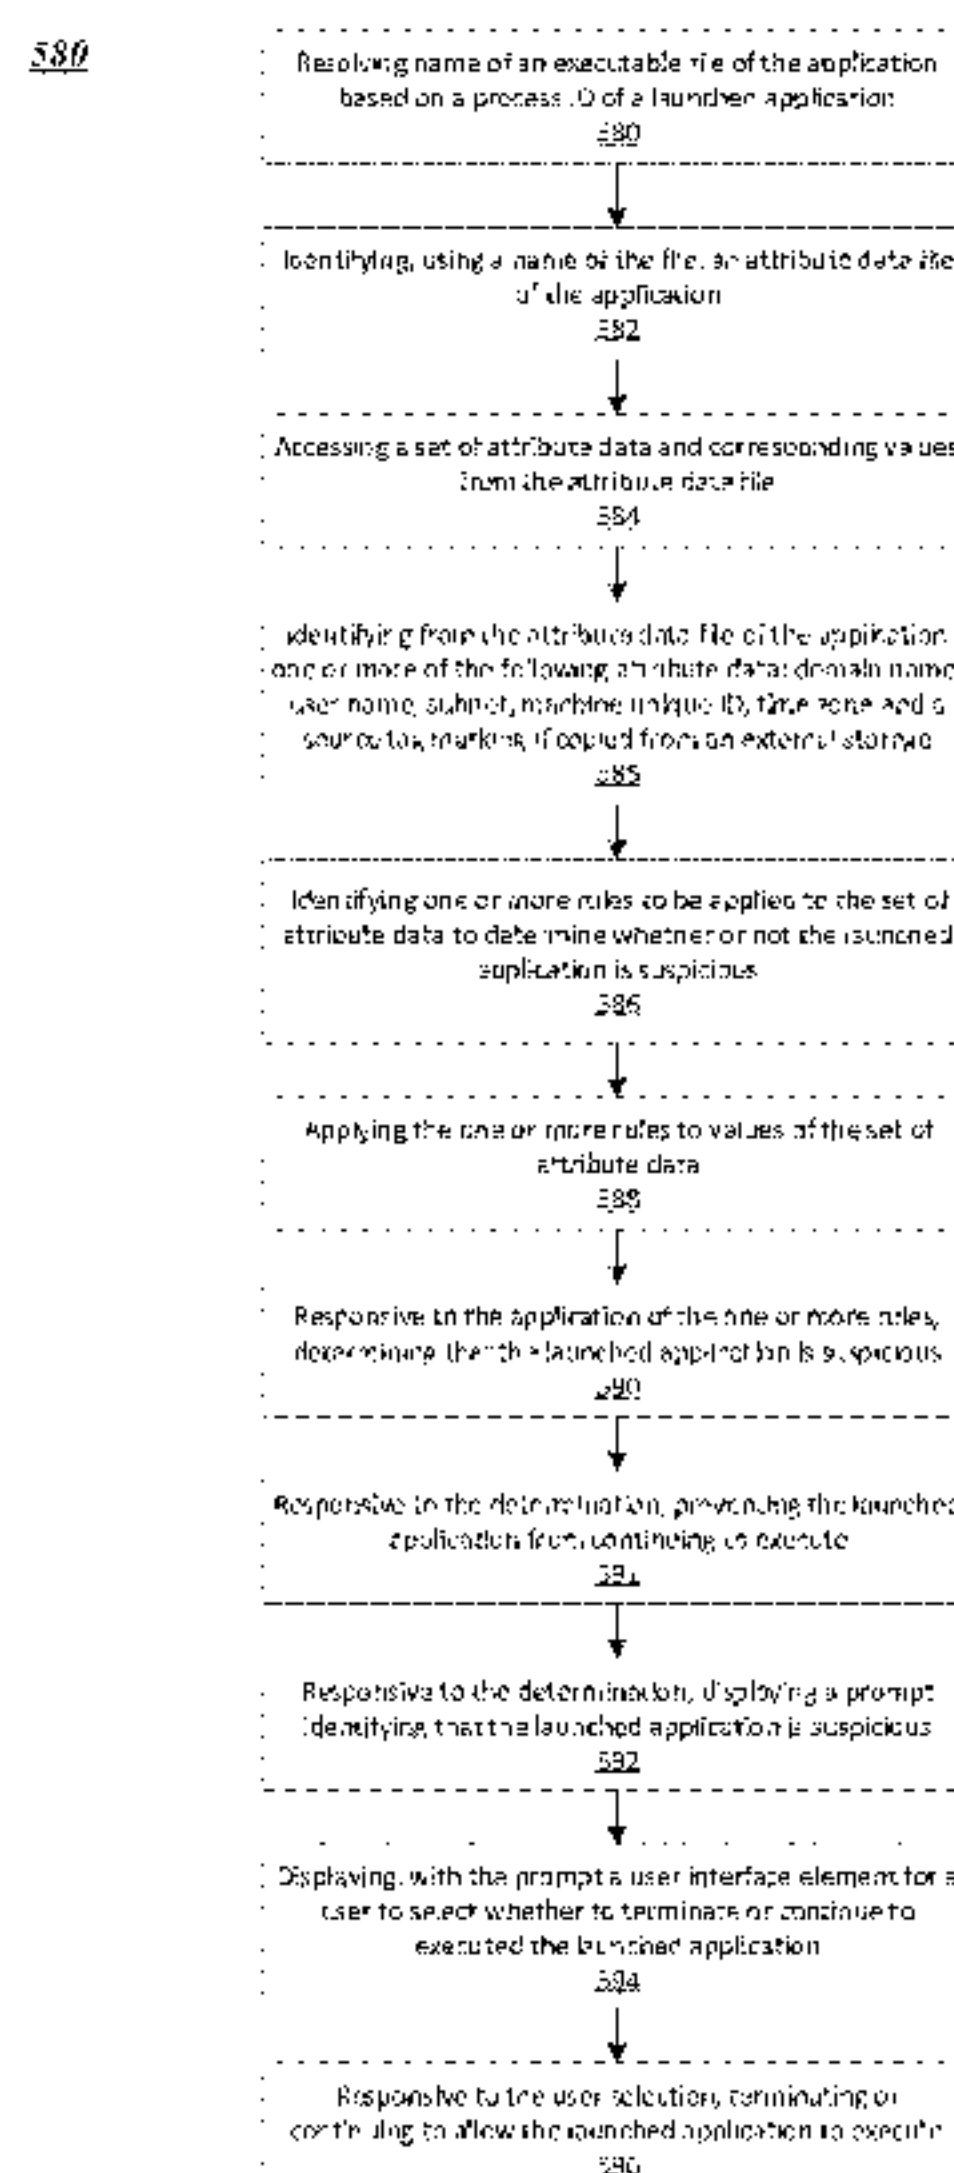 580
Resolving name of an executable file of the application
based on a process ID of a launched application
580
Identifying, using a name of the file, an attribute data file
of the application
582
Accessing a set of attribute data and corresponding values
from the attribute data file
584
Identifying from the attribute data file of the application
one or more of the following attribute data: domain name
user name, subnet, machine unique ID, time zone and a
source tag marking if copied from an external storage
585
Identifying one or more rules to be applied to the set of
attribute data to determine whether or not the launched
application is suspicious
586
Applying the one or more rules to values of the set of
attribute data
588
Responsive to the application of the one or more rules,
determining that the launched application is suspicious
590
Responsive to the determination, preventing the launched
application from continuing to execute
591
Responsive to the determination, displaying a prompt
identifying that the launched application is suspicious
592
Displaying, with the prompt a user interface element for a
user to select whether to terminate or continue to
executed the launched application
594
Responsive to the user selection, terminating or
continuing to allow the launched application to execute
596